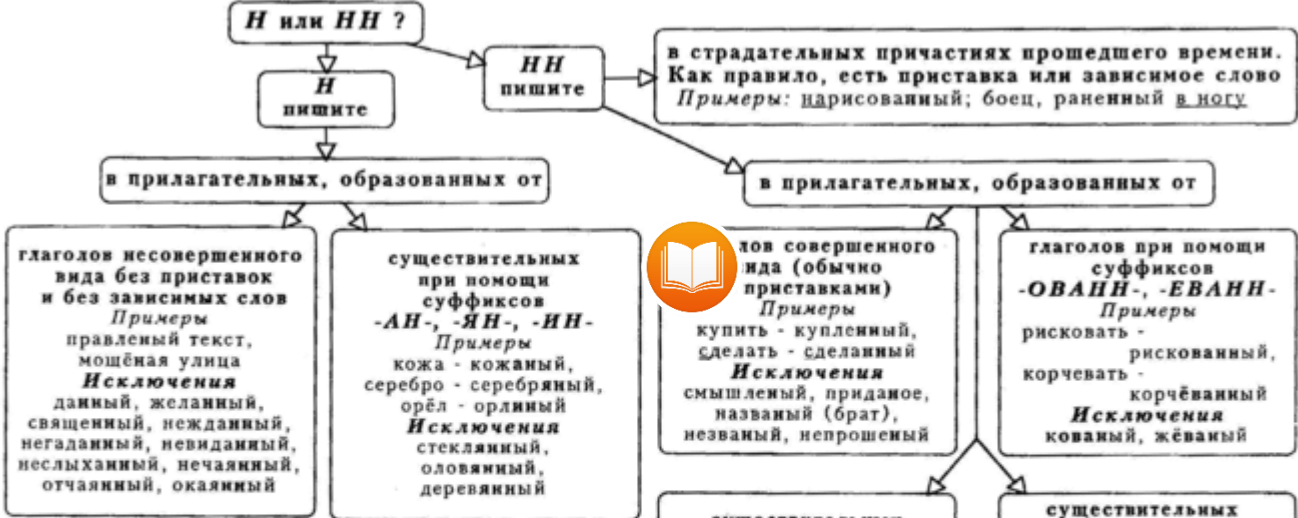 Н или НН ?
Н
пишите
НН
пишите
в страдательных причастиях прошедшего времени.
Как правило, есть приставка или зависимое слово
Примеры: нарисованный; боец, раненный в ногу
в прилагательных, образованных от
в прилагательных, образованных от
глаголов несовершенного
вида без приставок
и без зависимых слов
Примеры
правленый текст,
мощёная улица
Исключения
данный, желанный,
священный, нежданный,
негаданный, невиданный,
неслыханный, нечаянный,
отчаянный, окаянный
существительных
при помощи
суффиксов
-АН-, -ЯН-, -ИН-
Примеры
кожа - кожаный,
серебро - серебряный,
орёл - орлиный
Исключения
стеклянный,
оловянный,
деревянный
совершенного
(обычно
приставками)
Примеры
купить - купленный,
сделать - сделанный
Исключения
смышленый, приданое,
названый (брат),
незваный, непрошеный
глаголов при помощи
суффиксов
-ОВАНН-, -ЕВАНН-
Примеры
рисковать -
рискованный,
корчевать -
корчёванный
Исключения
кованый, жёваный
существительных